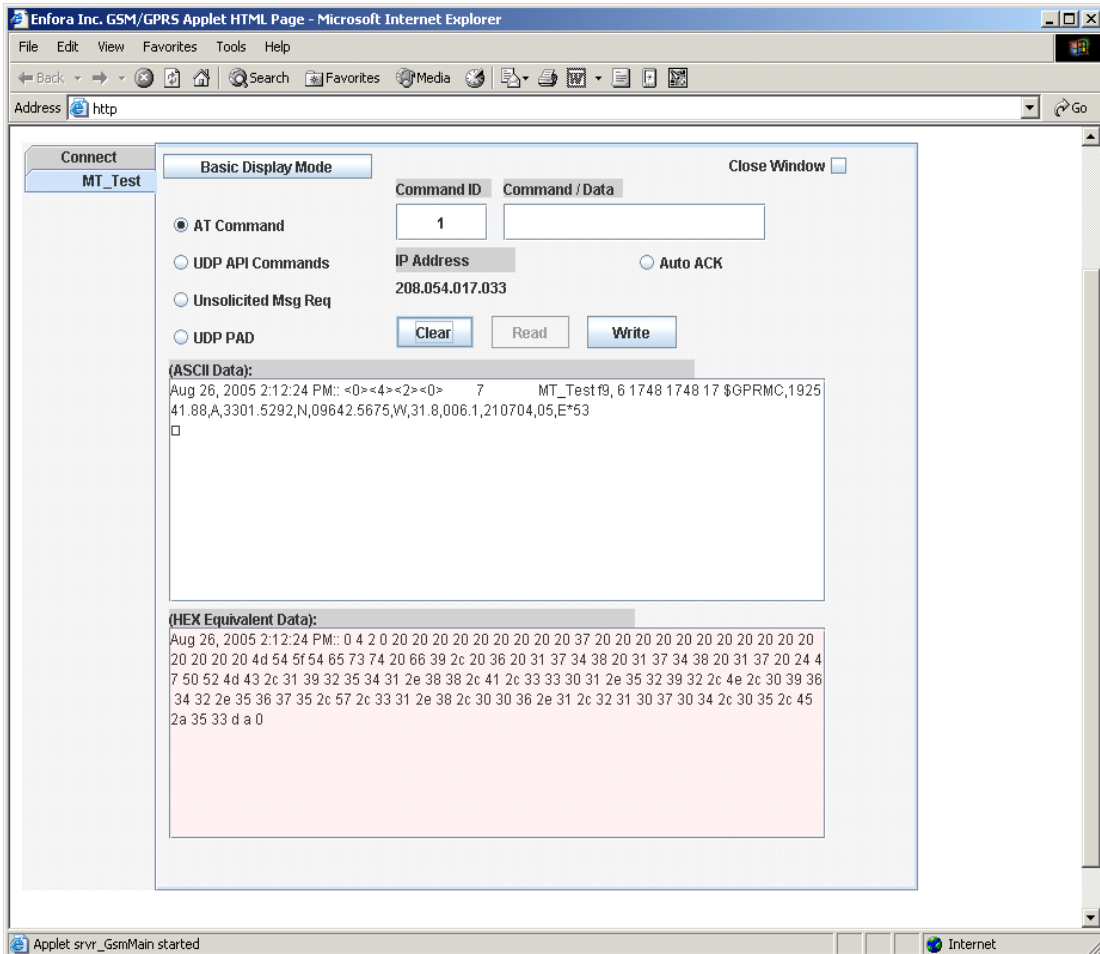 Enfora Inc. GSM/GPRS Applet HTML Page - Microsoft Internet Explorer
File Edit View Favorites Tools Help
Back Search Favorites Media
Address http Go
Connect
MT_Test
Basic Display Mode
Close Window
Command ID Command / Data
AT Command
1
UDP API Commands
IP Address
Auto ACK
208.054.017.033
Unsolicited Msg Req
UDP PAD
Clear Read Write
(ASCII Data):
Aug 26, 2005 2:12:24 PM:: <0><4><2><0> 7 MT_Test f9, 6 1748 1748 17 $GPRMC,1925
41.88,A,3301.5292,N,09642.5675,W,31.8,006.1,210704,05,E*53
(HEX Equivalent Data):
Aug 26, 2005 2:12:24 PM:: 0 4 2 0 20 20 20 20 20 20 20 20 20 37 20 20 20 20 20 20 20 20 20 20 20
20 20 20 20 4d 54 5f 54 65 73 74 20 66 39 2c 20 36 20 31 37 34 38 20 31 37 34 38 20 31 37 20 24 4
7 50 52 4d 43 2c 31 39 32 35 34 31 2e 38 38 2c 41 2c 33 33 30 31 2e 35 32 39 32 2c 4e 2c 30 39 36
34 32 2e 35 36 37 35 2c 57 2c 33 31 2e 38 2c 30 30 36 2e 31 2c 32 31 30 37 30 34 2c 30 35 2c 45
2a 35 33 d a 0
Applet srvr_GsmMain started
Internet